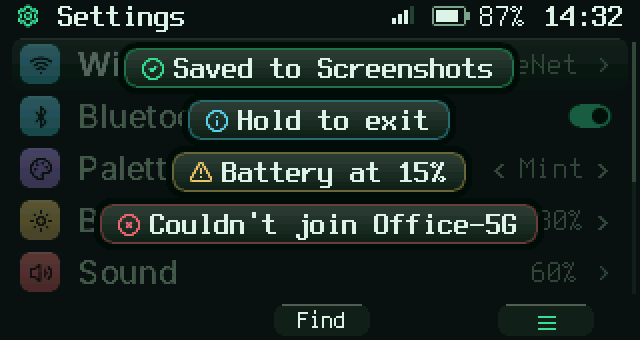 Settings 87% 14:32
Saved to Screenshots
Hold to exit
Battery at 15%
Mint
Couldn't join Office-5G
Sound 60%
Find